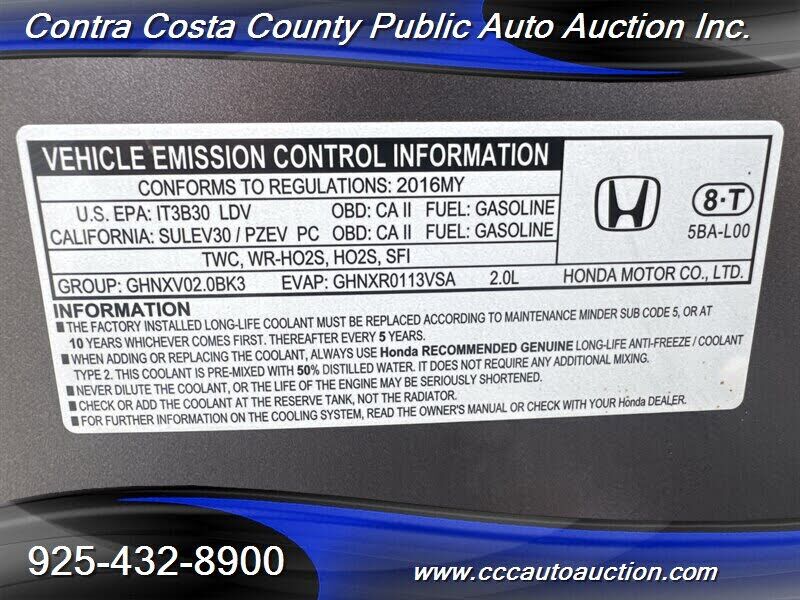 Contra Costa County Public Auto Auction Inc.
VEHICLE EMISSION CONTROL INFORMATION
CONFORMS TO REGULATIONS: 2016MY
U.S. EPA: IT3B30 LDV OBD: CA II FUEL: GASOLINE
CALIFORNIA: SULEV30 / PZEV PC OBD: CA II FUEL: GASOLINE
TWC, WR-HO2S, HO2S, SFI
GROUP: GHNXV02.0BK3 EVAP: GHNXR0113VSA 2.0L
8·T
5BA-L00
HONDA MOTOR CO., LTD.
INFORMATION
■THE FACTORY INSTALLED LONG-LIFE COOLANT MUST BE REPLACED ACCORDING TO MAINTENANCE MINDER SUB CODE 5, OR AT
10 YEARS WHICHEVER COMES FIRST. THEREAFTER EVERY 5 YEARS.
■WHEN ADDING OR REPLACING THE COOLANT, ALWAYS USE Honda RECOMMENDED GENUINE LONG-LIFE ANTI-FREEZE / COOLANT
TYPE 2. THIS COOLANT IS PRE-MIXED WITH 50% DISTILLED WATER. IT DOES NOT REQUIRE ANY ADDITIONAL MIXING.
■NEVER DILUTE THE COOLANT, OR THE LIFE OF THE ENGINE MAY BE SERIOUSLY SHORTENED.
■CHECK OR ADD THE COOLANT AT THE RESERVE TANK, NOT THE RADIATOR.
■FOR FURTHER INFORMATION ON THE COOLING SYSTEM, READ THE OWNER'S MANUAL OR CHECK WITH YOUR Honda DEALER.
925-432-8900
www.cccautoauction.com